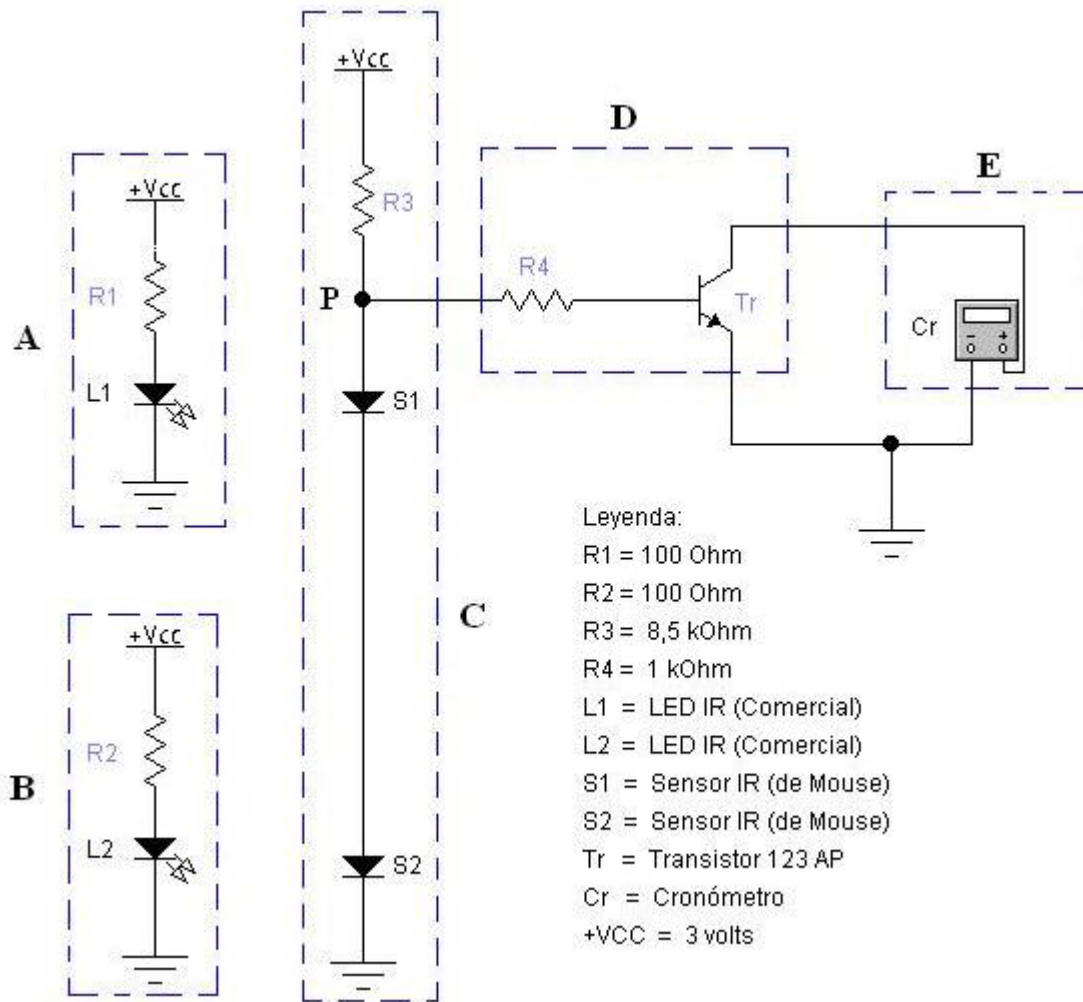 A
+Vcc
R1
L1
B
+Vcc
R2
L2
C
+Vcc
R3
P
S1
S2
D
R4
Tr
E
Cr
- +
Leyenda:
R1 = 100 Ohm
R2 = 100 Ohm
R3 = 8,5 kOhm
R4 = 1 kOhm
L1 = LED IR (Comercial)
L2 = LED IR (Comercial)
S1 = Sensor IR (de Mouse)
S2 = Sensor IR (de Mouse)
Tr = Transistor 123 AP
Cr = Cronómetro
+VCC = 3 volts